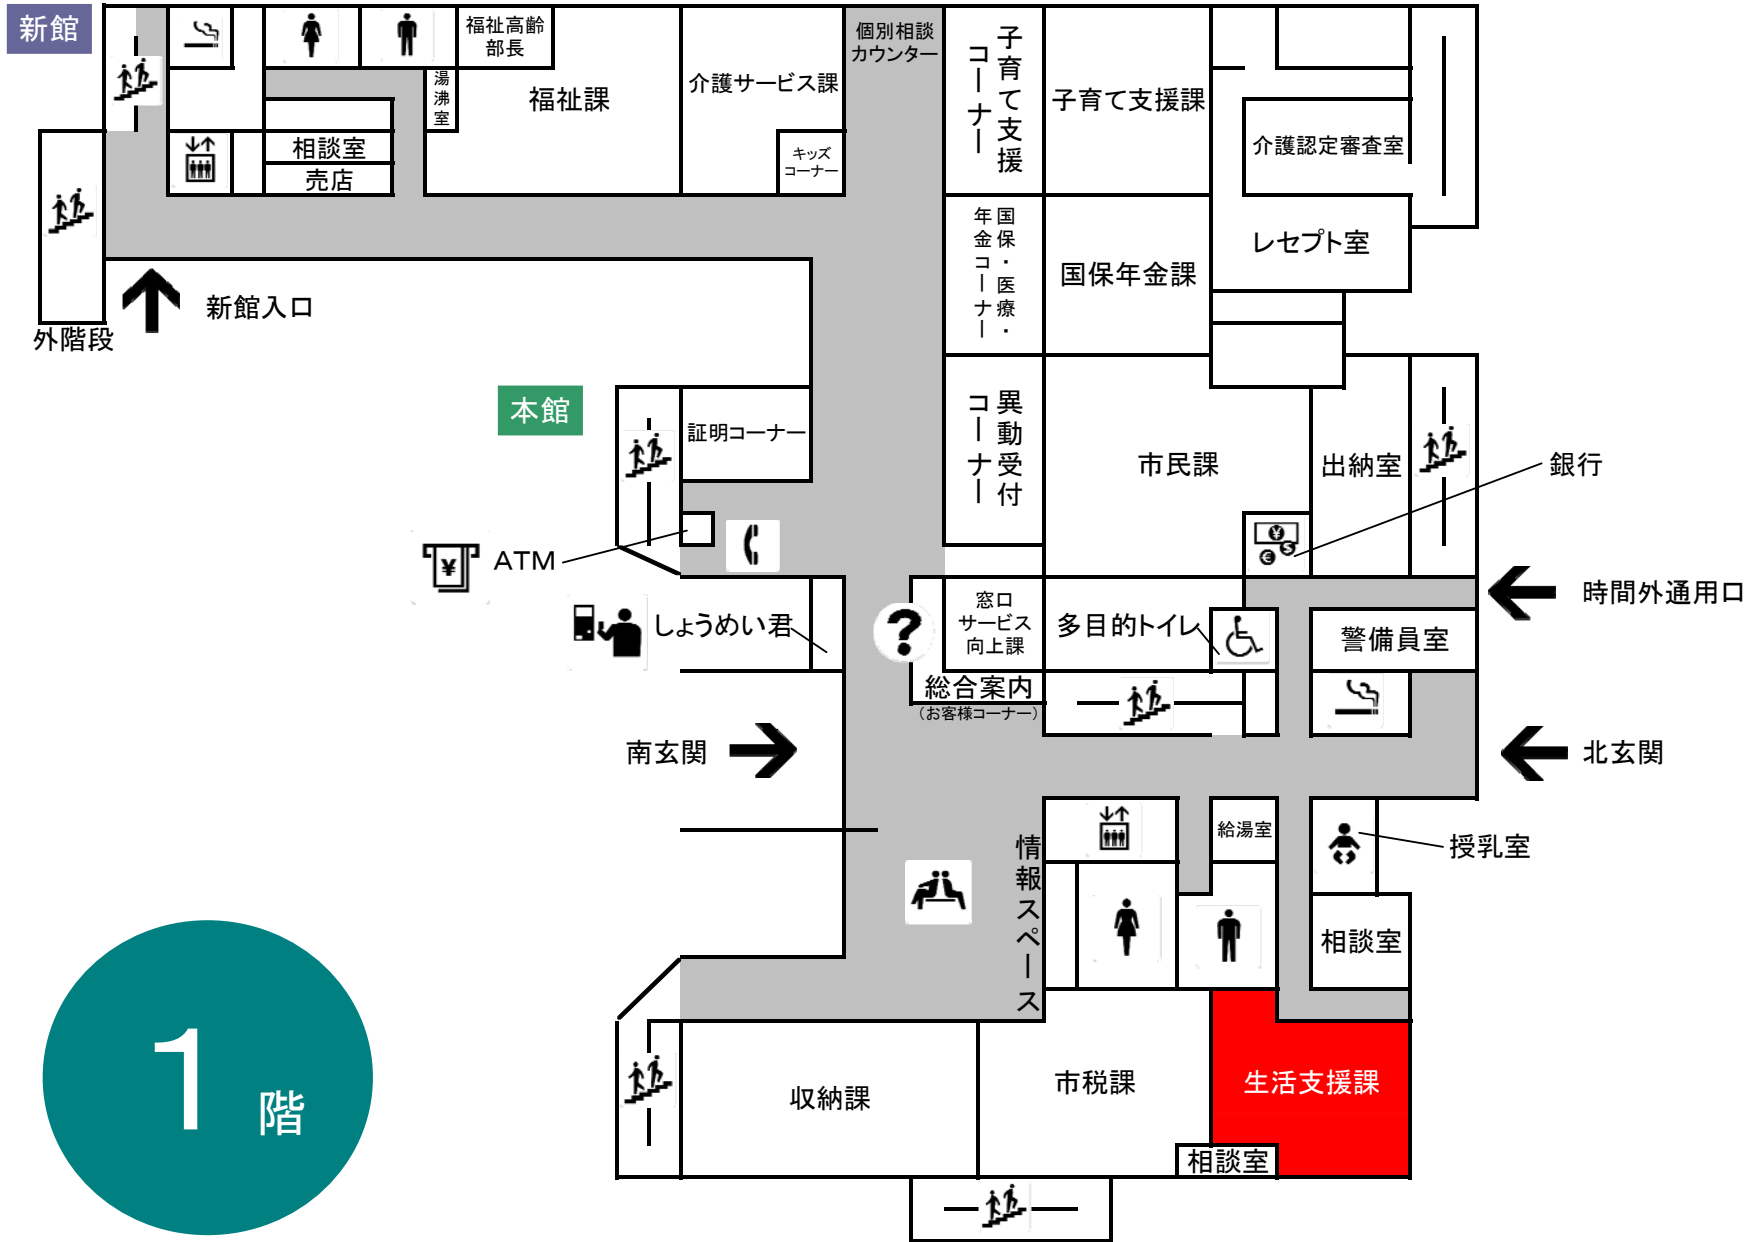 新館
福祉高齢
部長
湯沸室
福祉課
介護サービス課
キッズ
コーナー
個別相談
カウンター
子育て支援
コーナー
子育て支援課
介護認定審査室
相談室
売店
国保・医療・
年金コーナー
国保年金課
レセプト室
新館入口
外階段
本館
証明コーナー
異動受付
コーナー
市民課
出納室
銀行
ATM
しょうめい君
窓口
サービス
向上課
多目的トイレ
時間外通用口
警備員室
総合案内
（お客様コーナー）
南玄関
北玄関
情報スペース
給湯室
授乳室
相談室
1階
収納課
市税課
生活支援課
相談室